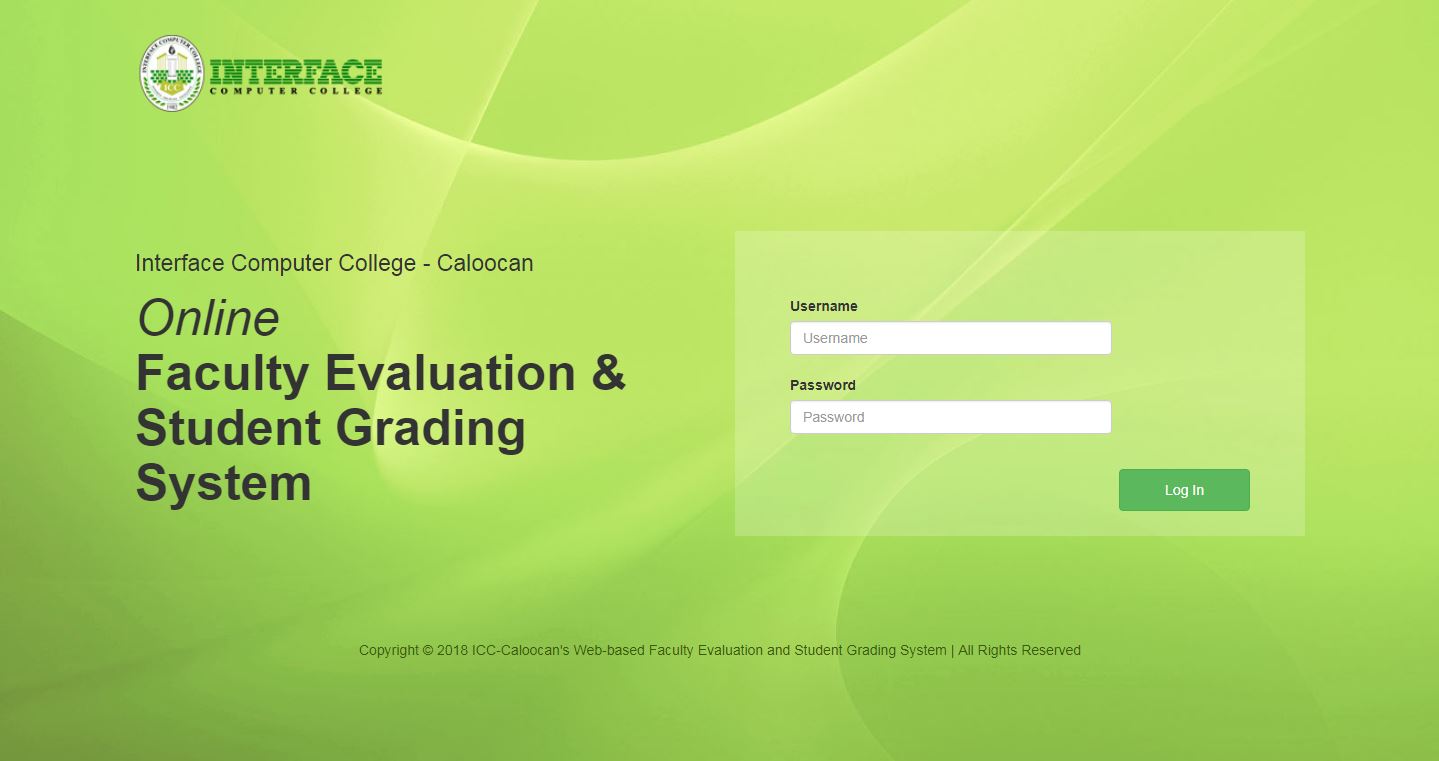 INTERFACE COMPUTER COLLEGE
ICC
1982
INTERFACE
COMPUTER COLLEGE
Interface Computer College - Caloocan
Online
Faculty Evaluation &
Student Grading
System
Username
Username
Password
Password
Log In
Copyright © 2018 ICC-Caloocan's Web-based Faculty Evaluation and Student Grading System | All Rights Reserved